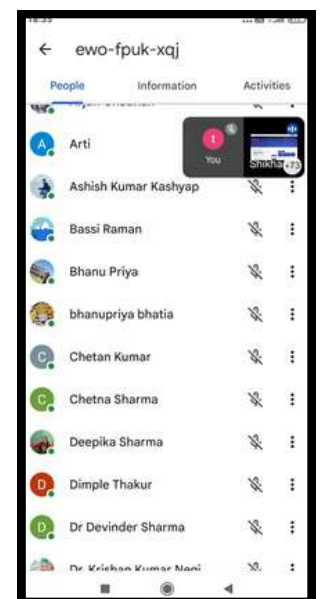 ewo-fpuk-xqj
People Information Activities
A Arti
t You
Shikha +73
Ashish Kumar Kashyap
Bassi Raman
Bhanu Priya
bhanupriya bhatia
C Chetan Kumar
C Chetna Sharma
Deepika Sharma
D Dimple Thakur
D Dr Devinder Sharma
Dr. Krishan Kumar Negi